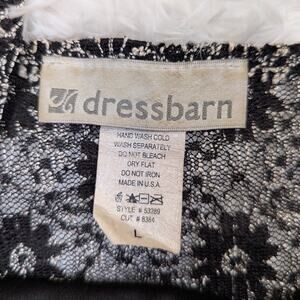 dressbarn
HAND WASH COLD
WASH SEPARATELY
DO NOT BLEACH
DRY FLAT
DO NOT IRON
MADE IN U.S.A
STYLE # 53289
CUT # 8384
L